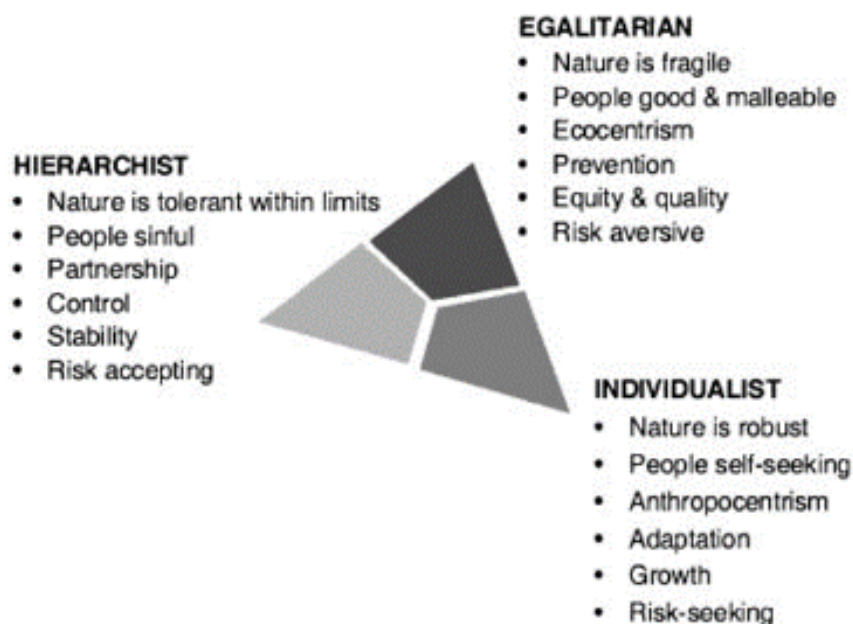 EGALITARIAN
• Nature is fragile
• People good & malleable
• Ecocentrism
• Prevention
• Equity & quality
• Risk aversive
HIERARCHIST
• Nature is tolerant within limits
• People sinful
• Partnership
• Control
• Stability
• Risk accepting
INDIVIDUALIST
• Nature is robust
• People self-seeking
• Anthropocentrism
• Adaptation
• Growth
• Risk-seeking